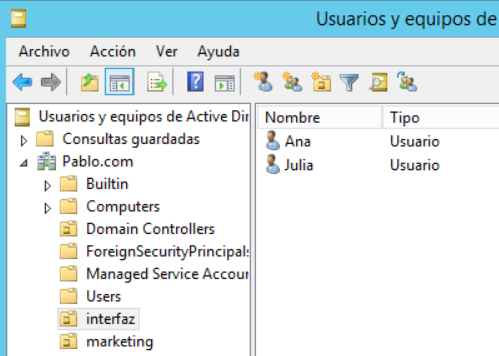 Usuarios y equipos de
Archivo Acción Ver Ayuda
Usuarios y equipos de Active Dir
Consultas guardadas
Pablo.com
Builtin
Computers
Domain Controllers
ForeignSecurityPrincipals
Managed Service Accoun
Users
interfaz
marketing
Nombre Tipo
Ana Usuario
Julia Usuario